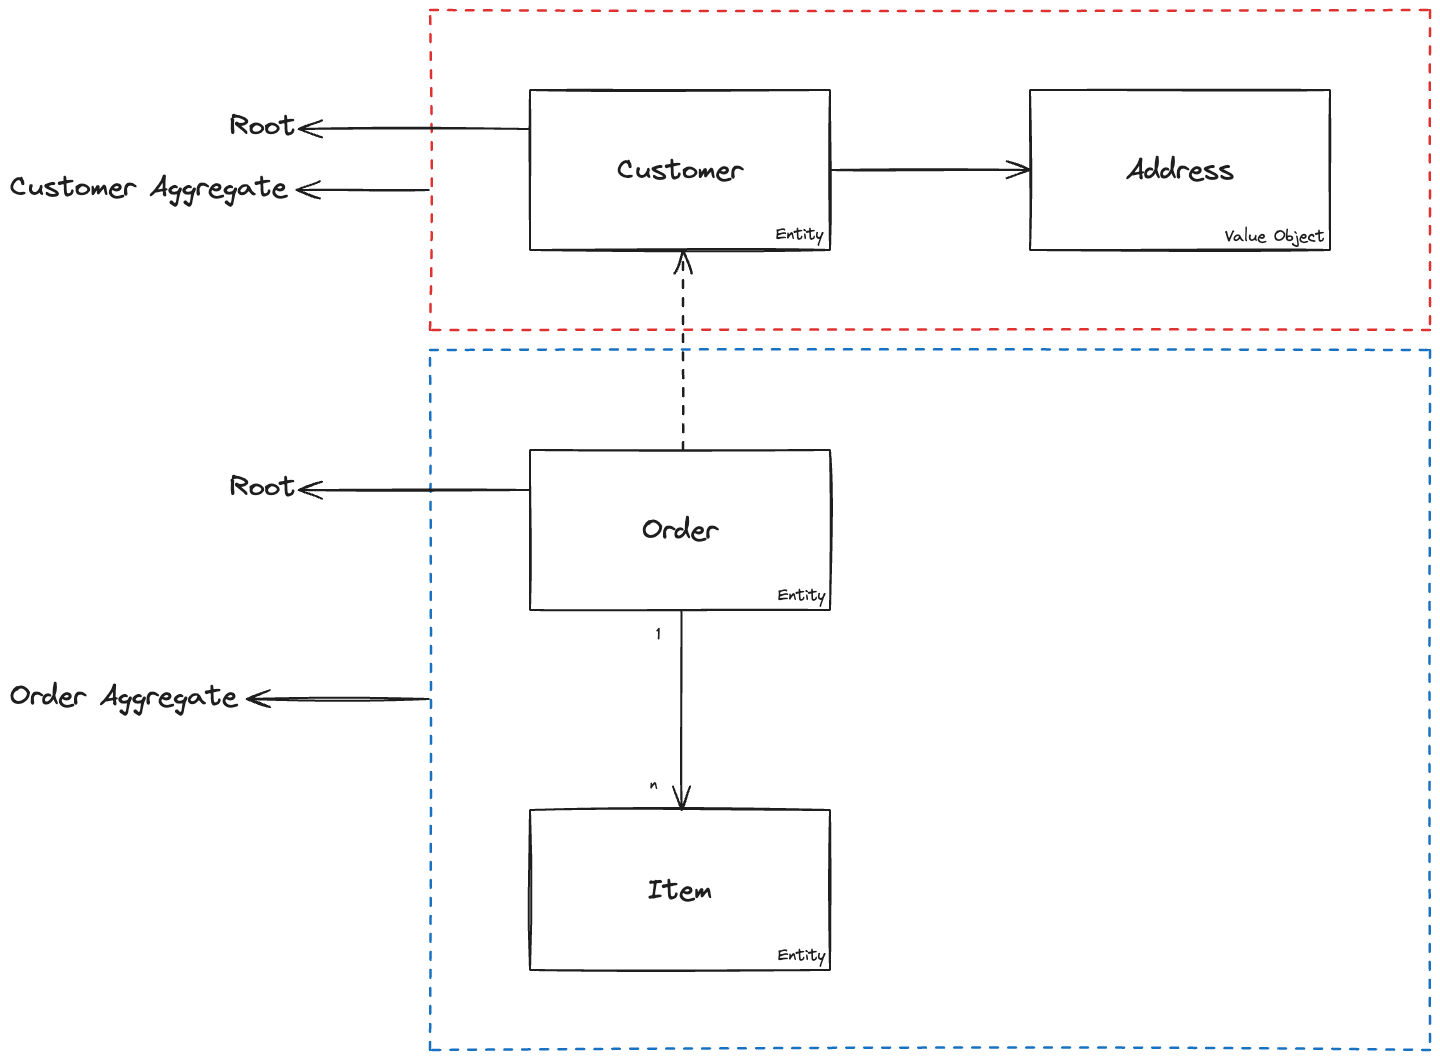 Root
Customer Aggregate
Customer
Entity
Address
Value Object
Root
Order
Entity
1
Order Aggregate
n
Item
Entity